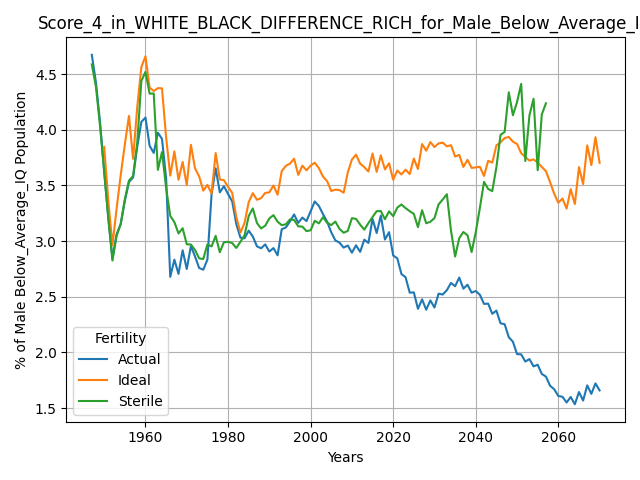 Score_4_in_WHITE_BLACK_DIFFERENCE_RICH_for_Male_Below_Average_I
% of Male Below_Average_IQ Population
4.5
4.0
3.5
3.0
2.5
2.0
1.5
Fertility
Actual
Ideal
Sterile
1960 1980 2000 2020 2040 2060
Years